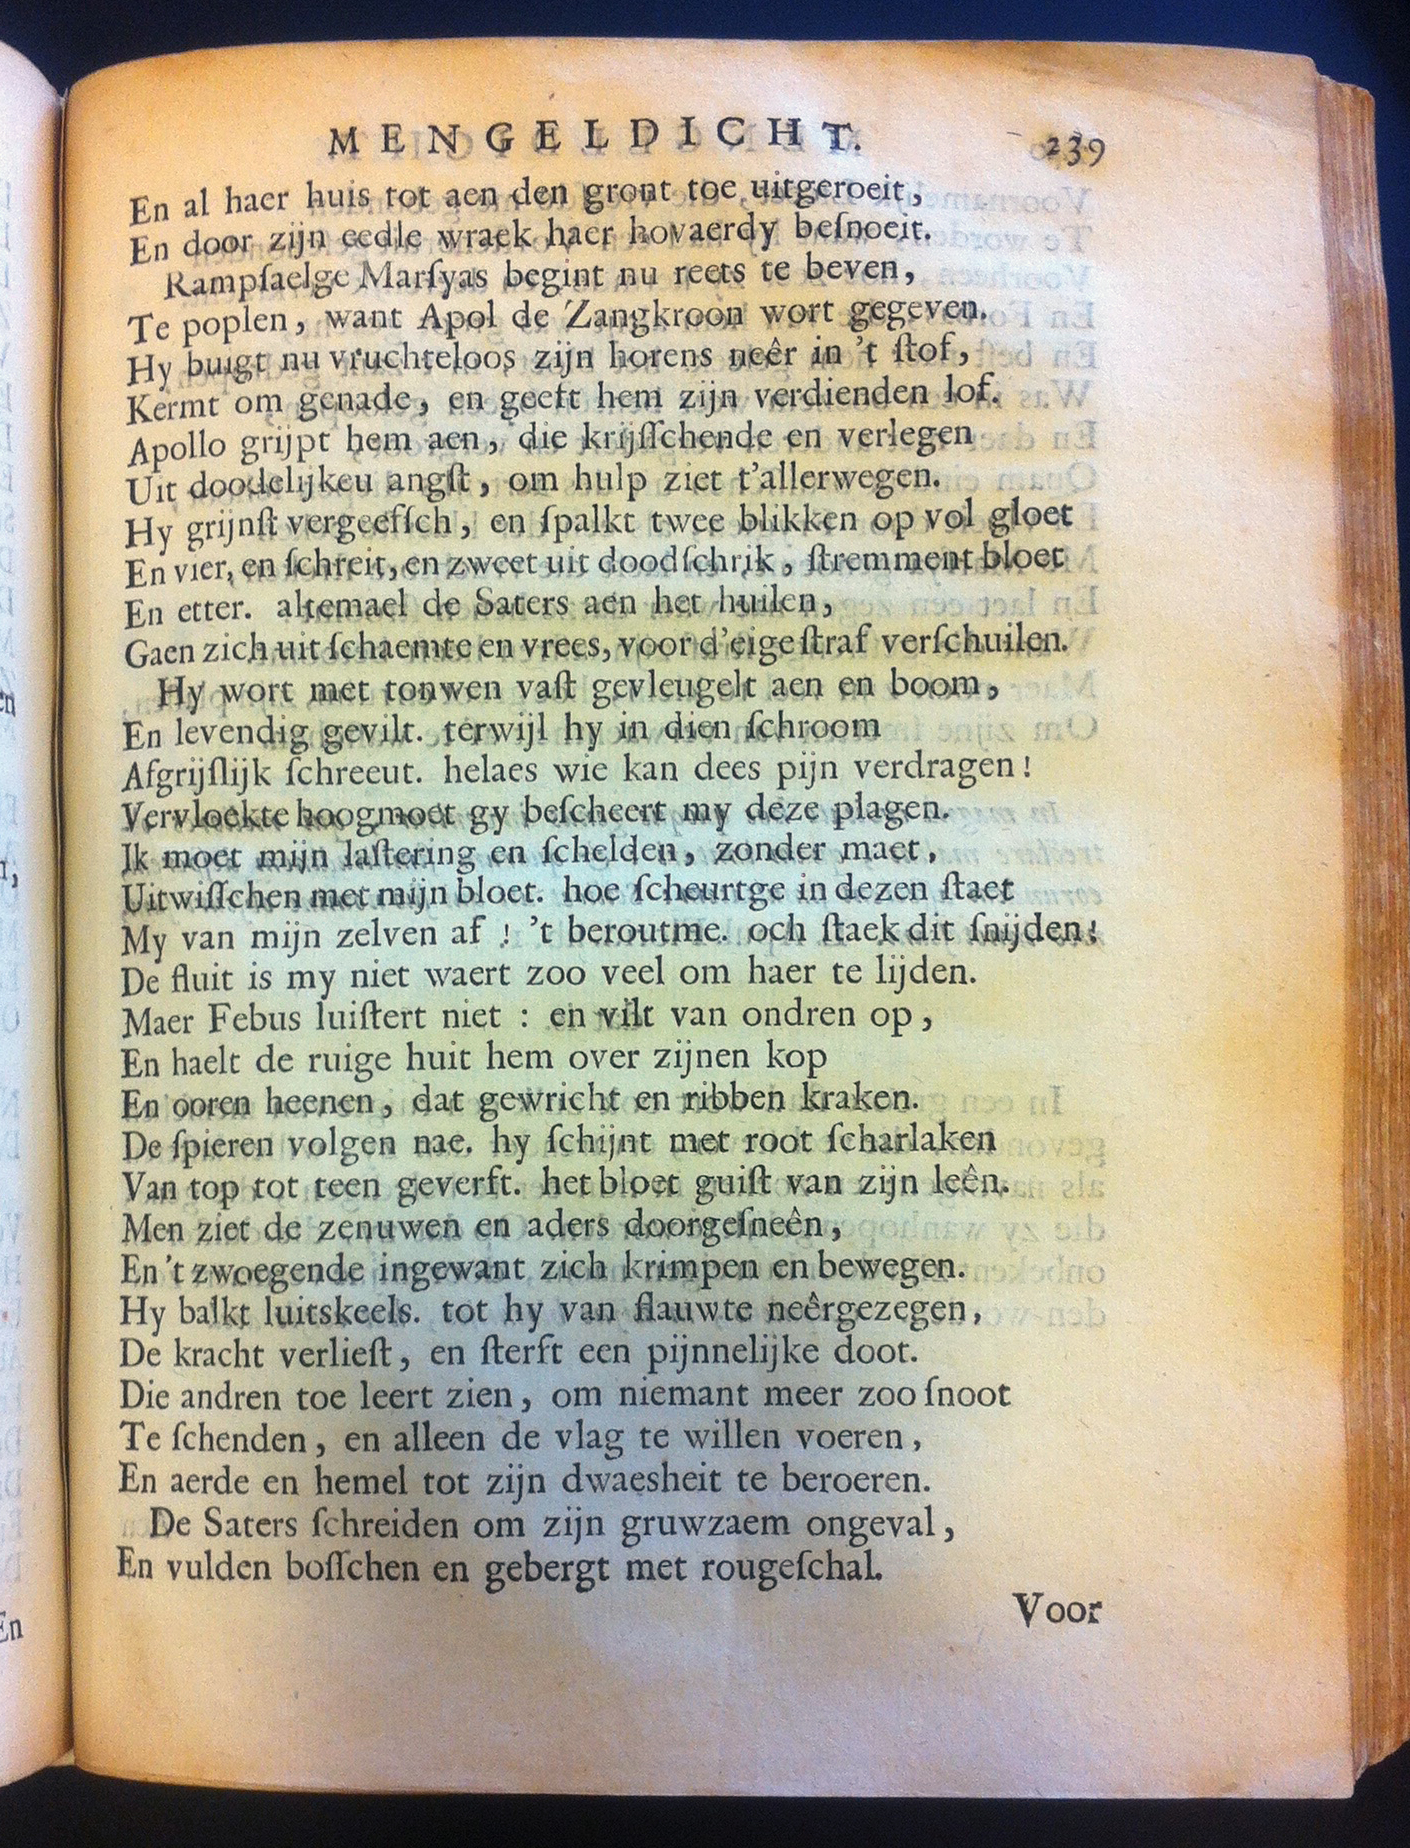 MENGELDICHT. 239
En al haer huis tot aen den gront toe uitgeroeit,
En door zijn eedle wraek haer hovaerdy beſnoeit.
Rampſaelge Marſyas begint nu reets te beven,
Te poplen, want Apol de Zangkroon wort gegeven.
Hy buigt nu vruchteloos zijn horens neêr in 't ſtof,
Kermt om genade, en geeft hem zijn verdienden lof.
Apollo grijpt hem aen, die krijſſchende en verlegen
Uit doodelijkeu angſt, om hulp ziet t'allerwegen.
Hy grijnſt vergeefſch, en ſpalkt twee blikken op vol gloet
En vier, en ſchreit, en zweet uit doodſchrik, ſtremment bloet
En etter. altemael de Saters aen het huilen,
Gaen zich uit ſchaemte en vrees, voor d'eige ſtraf verſchuilen.
Hy wort met touwen vaſt gevleugelt aen en boom,
En levendig gevilt. terwijl hy in dien ſchroom
Afgrijſlijk ſchreeut. helaes wie kan dees pijn verdragen!
Vervloekte hoogmoet gy beſcheert my deze plagen.
Ik moet mijn laſtering en ſchelden, zonder maet,
Uitwiſſchen met mijn bloet. hoe ſcheurtge in dezen ſtaet
My van mijn zelven af! 't beroutme. och ſtaek dit ſnijden!
De fluit is my niet waert zoo veel om haer te lijden.
Maer Febus luiſtert niet : en vilt van ondren op,
En haelt de ruige huit hem over zijnen kop
En ooren heenen, dat gewricht en ribben kraken.
De ſpieren volgen nae. hy ſchijnt met root ſcharlaken
Van top tot teen geverft. het bloet guiſt van zijn leên.
Men ziet de zenuwen en aders doorgeſneên,
En 't zwoegende ingewant zich krimpen en bewegen.
Hy balkt luitskeels. tot hy van flauwte neêrgezegen,
De kracht verlieſt, en ſterft een pijnnelijke doot.
Die andren toe leert zien, om niemant meer zoo ſnoot
Te ſchenden, en alleen de vlag te willen voeren,
En aerde en hemel tot zijn dwaesheit te beroeren.
De Saters ſchreiden om zijn gruwzaem ongeval,
En vulden boſſchen en gebergt met rougeſchal.
Voor